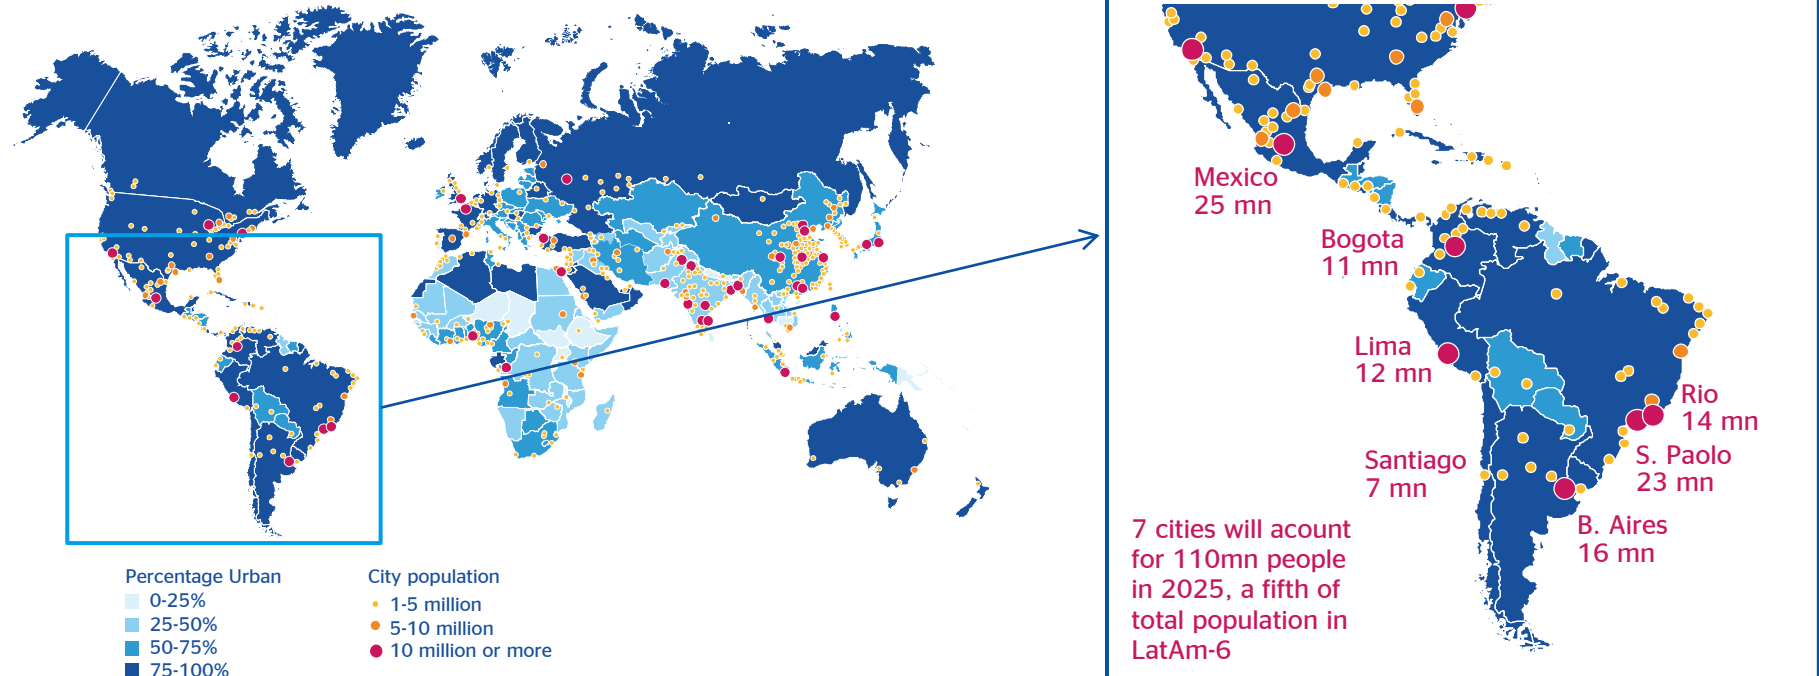 Percentage Urban
0-25%
25-50%
50-75%
75-100%
City population
1-5 million
5-10 million
10 million or more
Mexico
25 mn
Bogota
11 mn
Lima
12 mn
Rio
14 mn
S. Paolo
23 mn
Santiago
7 mn
B. Aires
16 mn
7 cities will acount
for 110mn people
in 2025, a fifth of
total population in
LatAm-6